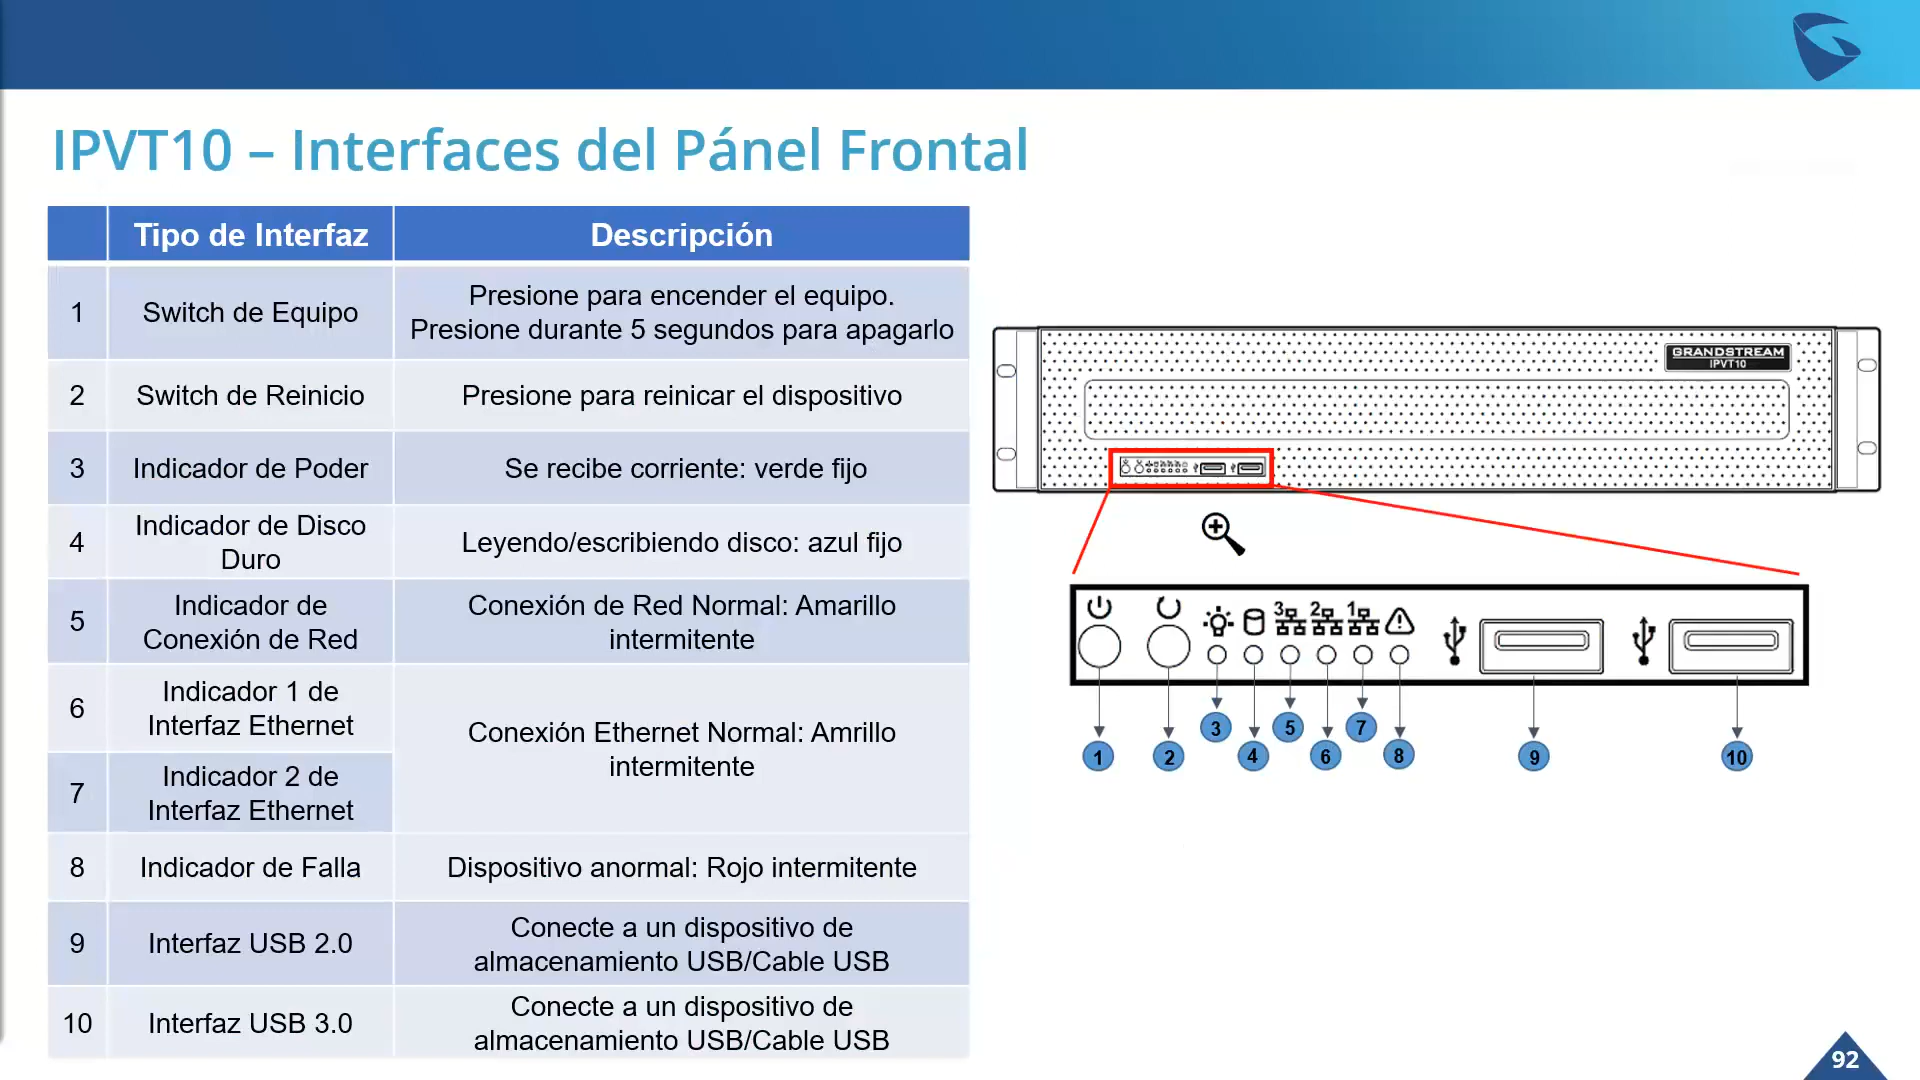 IPVT10 – Interfaces del Pánel Frontal
Tipo de Interfaz
Descripción
1
Switch de Equipo
Presione para encender el equipo.
Presione durante 5 segundos para apagarlo
2
Switch de Reinicio
Presione para reinicar el dispositivo
3
Indicador de Poder
Se recibe corriente: verde fijo
4
Indicador de Disco
Duro
Leyendo/escribiendo disco: azul fijo
5
Indicador de
Conexión de Red
Conexión de Red Normal: Amarillo
intermitente
6
Indicador 1 de
Interfaz Ethernet
Conexión Ethernet Normal: Amrillo
intermitente
7
Indicador 2 de
Interfaz Ethernet
8
Indicador de Falla
Dispositivo anormal: Rojo intermitente
9
Interfaz USB 2.0
Conecte a un dispositivo de
almacenamiento USB/Cable USB
10
Interfaz USB 3.0
Conecte a un dispositivo de
almacenamiento USB/Cable USB
GRANDSTREAM
IPVT10
3 2 1
1 2 3 4 5 6 7 8 9 10
92